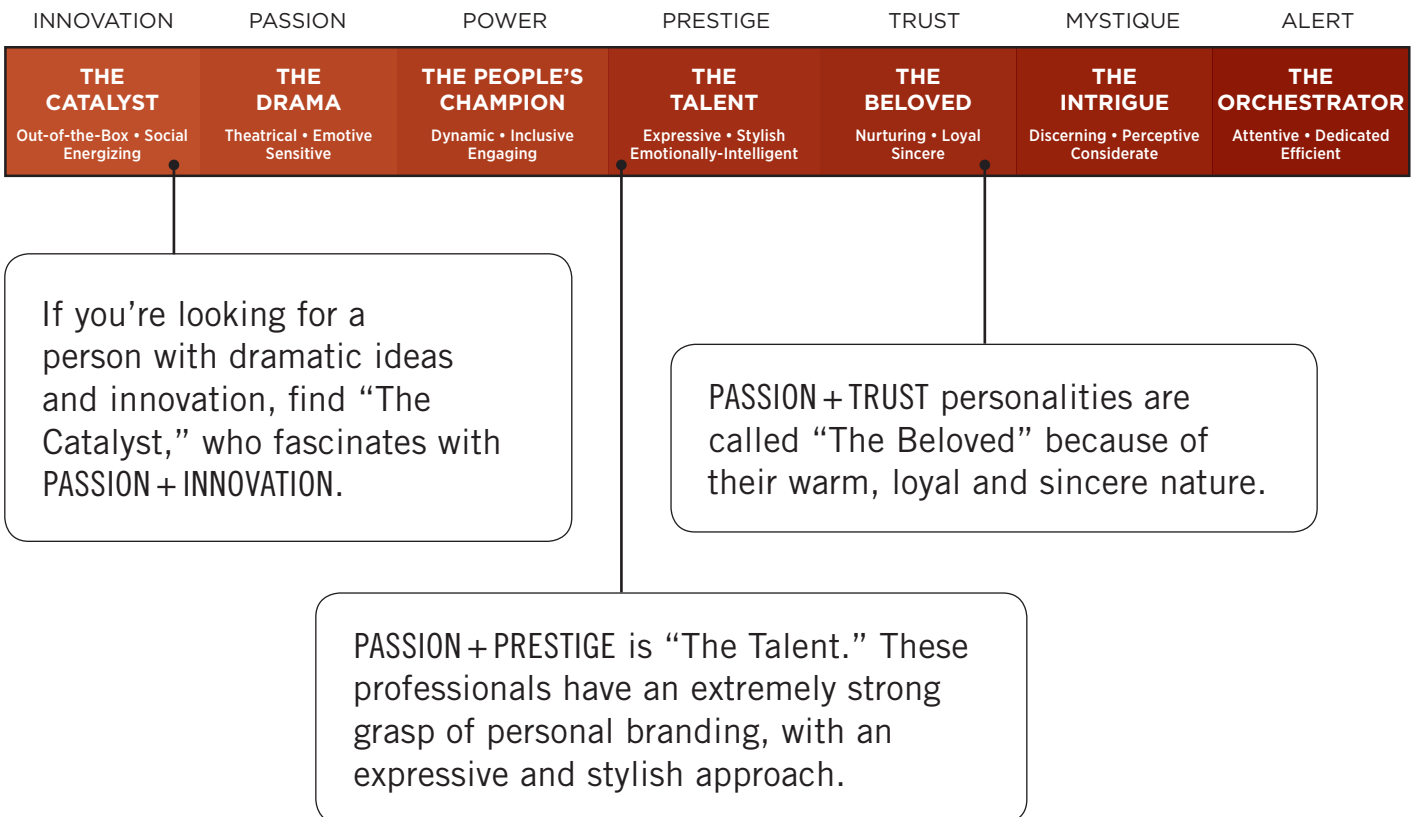 INNOVATION PASSION POWER PRESTIGE TRUST MYSTIQUE ALERT
THE
CATALYST
Out-of-the-Box • Social
Energizing
THE
DRAMA
Theatrical • Emotive
Sensitive
THE PEOPLE'S
CHAMPION
Dynamic • Inclusive
Engaging
THE
TALENT
Expressive • Stylish
Emotionally-Intelligent
THE
BELOVED
Nurturing • Loyal
Sincere
THE
INTRIGUE
Discerning • Perceptive
Considerate
THE
ORCHESTRATOR
Attentive • Dedicated
Efficient
If you’re looking for a
person with dramatic ideas
and innovation, find “The
Catalyst,” who fascinates with
PASSION + INNOVATION.
PASSION + TRUST personalities are
called “The Beloved” because of
their warm, loyal and sincere nature.
PASSION + PRESTIGE is “The Talent.” These
professionals have an extremely strong
grasp of personal branding, with an
expressive and stylish approach.